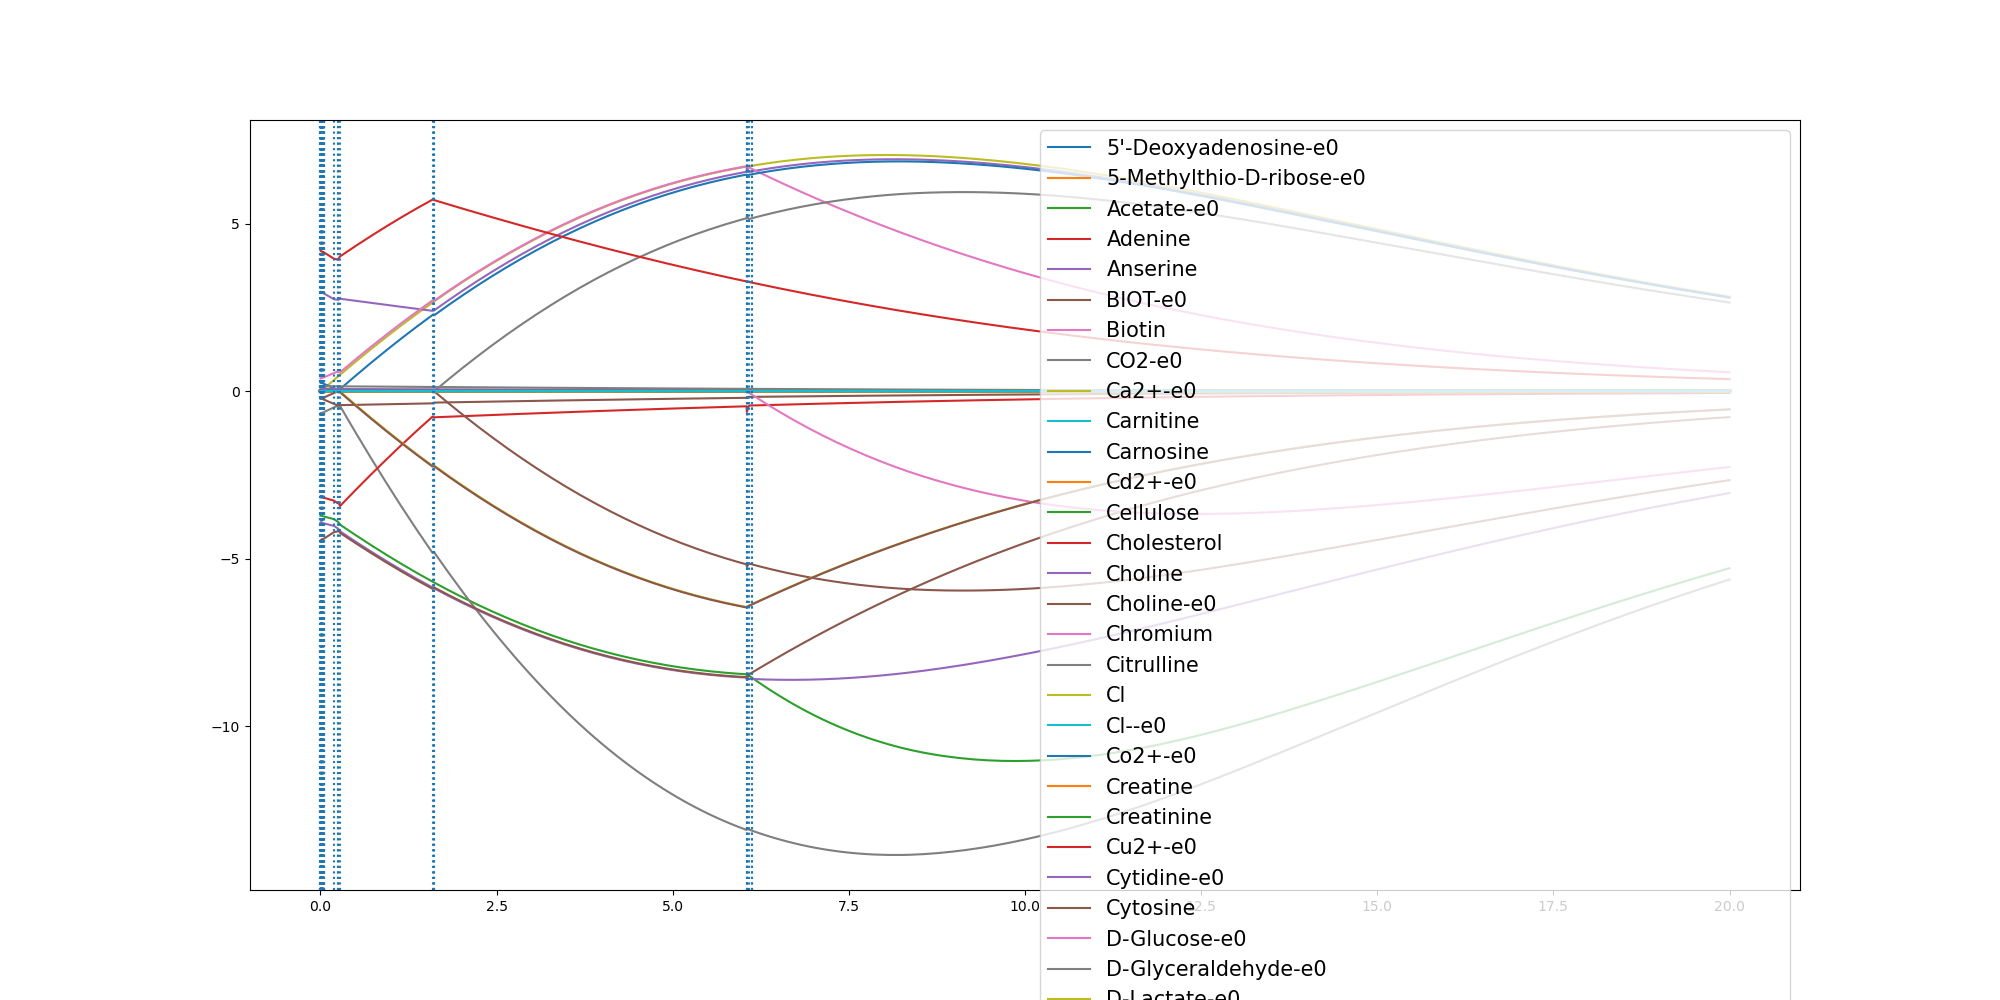 5
0
−5
−10
0.0
2.5
5.0
7.5
10.0
2.5
15.0
17.5
20.0
5'-Deoxyadenosine-e0
5-Methylthio-D-ribose-e0
Acetate-e0
Adenine
Anserine
BIOT-e0
Biotin
CO2-e0
Ca2+-e0
Carnitine
Carnosine
Cd2+-e0
Cellulose
Cholesterol
Choline
Choline-e0
Chromium
Citrulline
Cl
Cl--e0
Co2+-e0
Creatine
Creatinine
Cu2+-e0
Cytidine-e0
Cytosine
D-Glucose-e0
D-Glyceraldehyde-e0
D-Lactate-e0